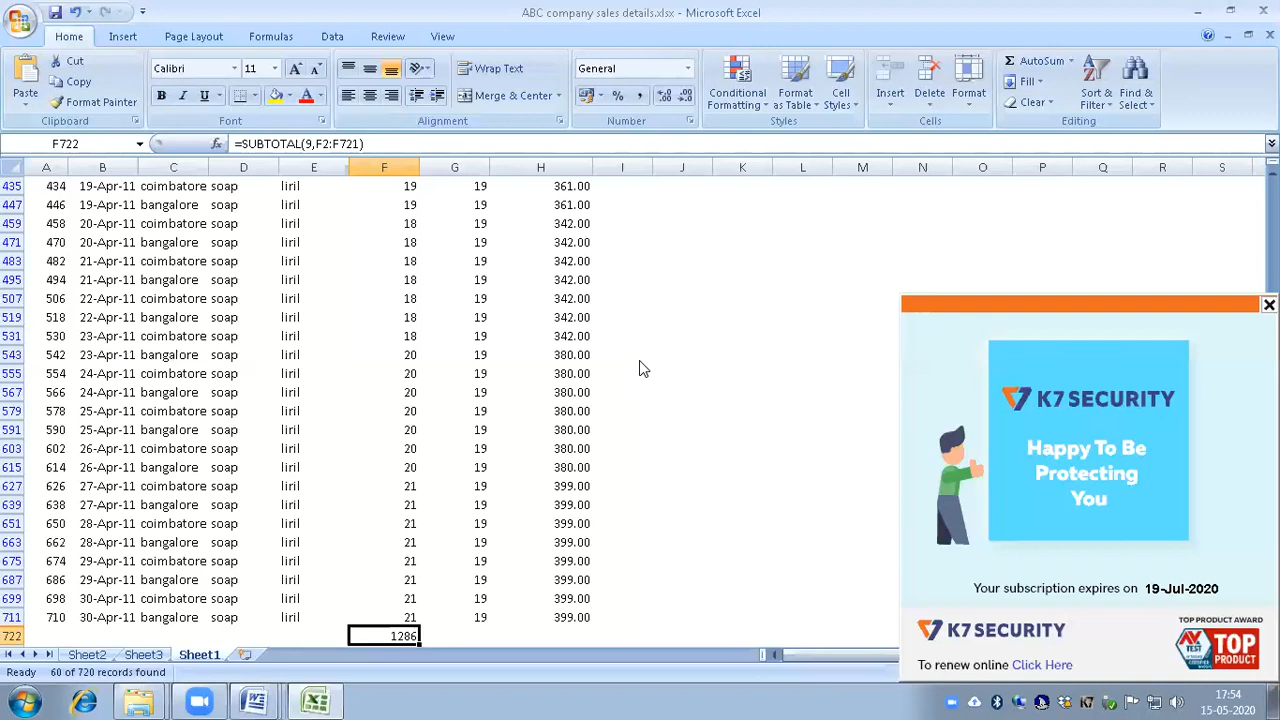 ABC company sales details.xlsx - Microsoft Excel
Home Insert Page Layout Formulas Data Review View
Paste Cut Copy Format Painter Clipboard
Calibri 11 B I U Font
Wrap Text Merge & Center Alignment
General % , Number
Conditional Formatting Format as Table Cell Styles Styles
Insert Delete Format Cells
AutoSum Fill Clear Sort & Filter Find & Select Editing
F722 fx =SUBTOTAL(9,F2:F721)
A B C D E F G H I J K L M N O P Q R S
435 434 19-Apr-11 coimbatore soap liril 19 19 361.00
447 446 19-Apr-11 bangalore soap liril 19 19 361.00
459 458 20-Apr-11 coimbatore soap liril 18 19 342.00
471 470 20-Apr-11 bangalore soap liril 18 19 342.00
483 482 21-Apr-11 coimbatore soap liril 18 19 342.00
495 494 21-Apr-11 bangalore soap liril 18 19 342.00
507 506 22-Apr-11 coimbatore soap liril 18 19 342.00
519 518 22-Apr-11 bangalore soap liril 18 19 342.00
531 530 23-Apr-11 coimbatore soap liril 18 19 342.00
543 542 23-Apr-11 bangalore soap liril 20 19 380.00
555 554 24-Apr-11 coimbatore soap liril 20 19 380.00
567 566 24-Apr-11 bangalore soap liril 20 19 380.00
579 578 25-Apr-11 coimbatore soap liril 20 19 380.00
591 590 25-Apr-11 bangalore soap liril 20 19 380.00
603 602 26-Apr-11 coimbatore soap liril 20 19 380.00
615 614 26-Apr-11 bangalore soap liril 20 19 380.00
627 626 27-Apr-11 coimbatore soap liril 21 19 399.00
639 638 27-Apr-11 bangalore soap liril 21 19 399.00
651 650 28-Apr-11 coimbatore soap liril 21 19 399.00
663 662 28-Apr-11 bangalore soap liril 21 19 399.00
675 674 29-Apr-11 coimbatore soap liril 21 19 399.00
687 686 29-Apr-11 bangalore soap liril 21 19 399.00
699 698 30-Apr-11 coimbatore soap liril 21 19 399.00
711 710 30-Apr-11 bangalore soap liril 21 19 399.00
722 1286
Sheet2 Sheet3 Sheet1
Ready 60 of 720 records found
K7 SECURITY
Happy To Be
Protecting
You
Your subscription expires on 19-Jul-2020
K7 SECURITY
To renew online Click Here
TOP PRODUCT AWARD
AV TEST
TOP
PRODUCT
17:54
15-05-2020